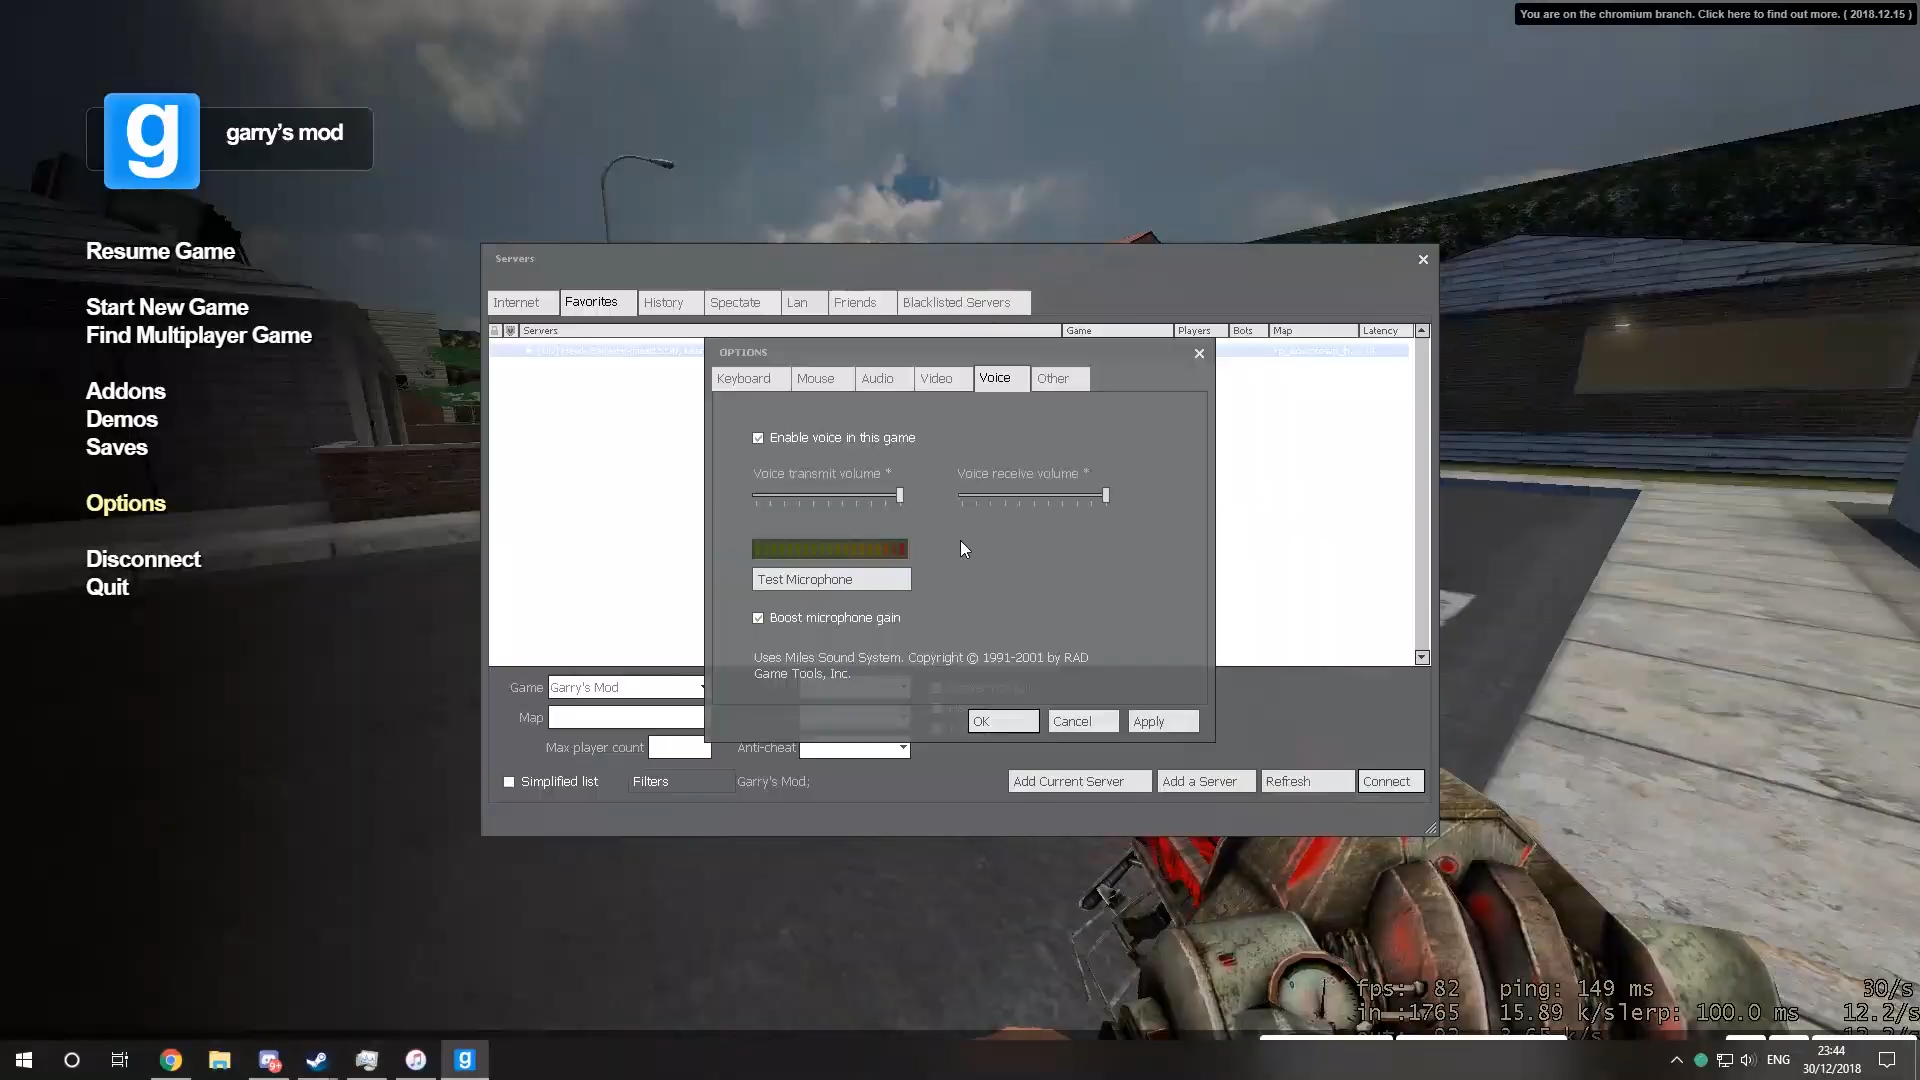 You are on the chromium branch. Click here to find out more. ( 2018.12.15 )
g garry's mod
Resume Game
Start New Game
Find Multiplayer Game
Addons
Demos
Saves
Options
Disconnect
Quit
Servers
Internet Favorites History Spectate Lan Friends Blacklisted Servers
Servers Game Players Bots Map Latency
OPTIONS
Keyboard Mouse Audio Video Voice Other
Enable voice in this game
Voice transmit volume * Voice receive volume *
Test Microphone
Boost microphone gain
Uses Miles Sound System. Copyright © 1991-2001 by RAD
Game Tools, Inc.
OK Cancel Apply
Game Garry's Mod
Map
Max player count Anti-cheat
Simplified list Filters Garry's Mod;
Add Current Server Add a Server Refresh Connect
fps: 82 ping: 149 ms 30/s
in :1765 15.89 k/s lerp: 100.0 ms 12.2/s
9+ g ENG
23:44
30/12/2018